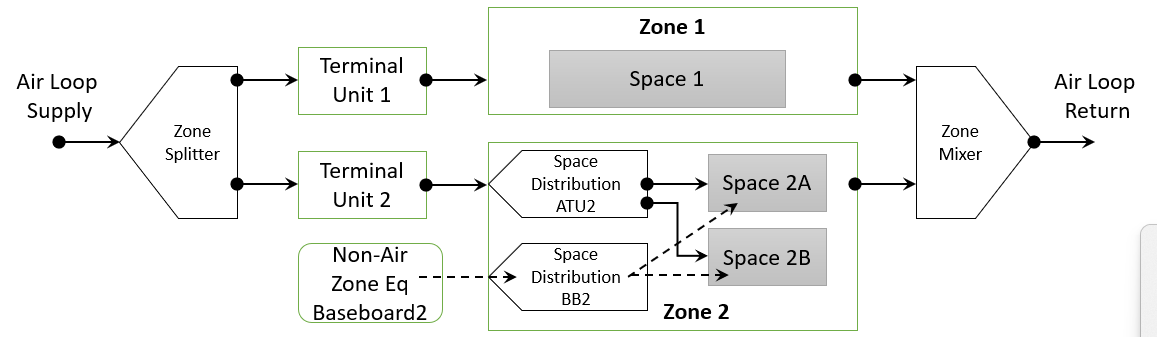 Air Loop
Supply
Zone
Splitter
Terminal
Unit 1
Zone 1
Space 1
Zone
Mixer
Air Loop
Return
Terminal
Unit 2
Space
Distribution
ATU2
Space 2A
Space 2B
Non-Air
Zone Eq
Baseboard2
Space
Distribution
BB2
Zone 2